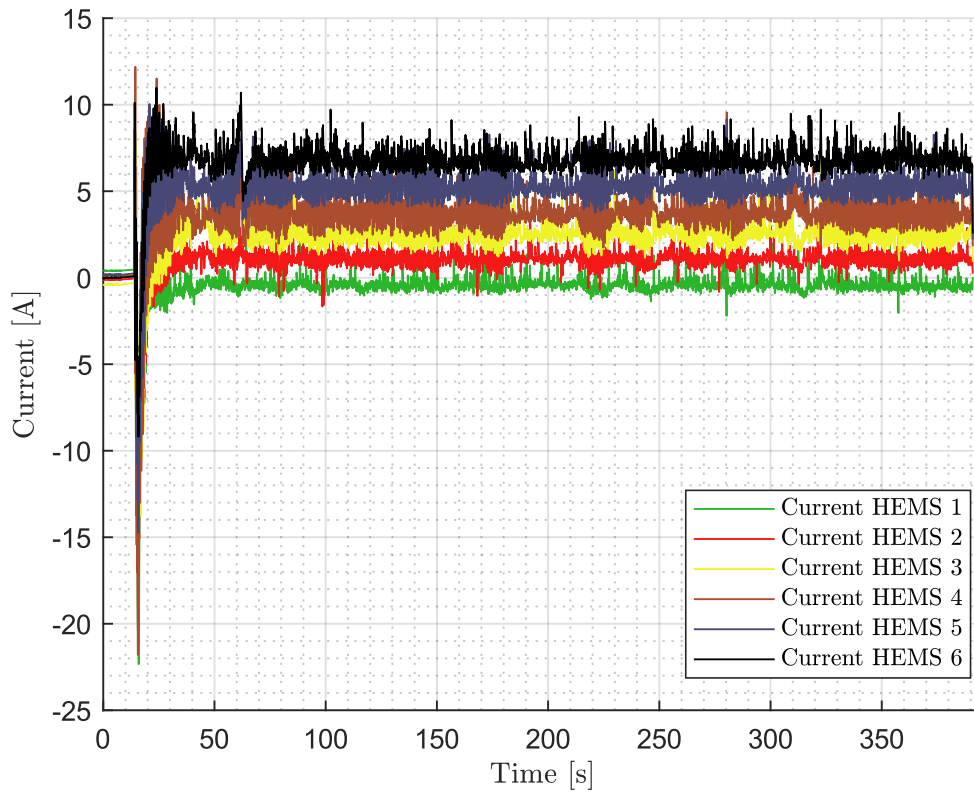 15
10
5
0
-5
-10
-15
-20
-25
Current [A]
0 50 100 150 200 250 300 350
Time [s]
Current HEMS 1
Current HEMS 2
Current HEMS 3
Current HEMS 4
Current HEMS 5
Current HEMS 6